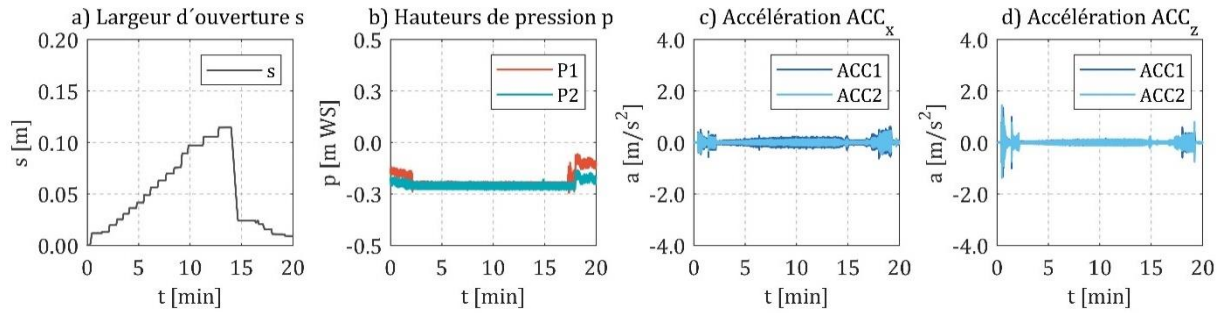 a) Largeur d´ouverture s
0.20
0.15
0.10
0.05
0.00
s [m]
0 5 10 15 20
t [min]
s
b) Hauteurs de pression p
0.5
0.3
0.0
-0.3
-0.5
p [m WS]
0 5 10 15 20
t [min]
P1
P2
c) Accélération ACCx
4.0
2.0
0.0
-2.0
-4.0
a [m/s²]
0 5 10 15 20
t [min]
ACC1
ACC2
d) Accélération ACCz
4.0
2.0
0.0
-2.0
-4.0
a [m/s²]
0 5 10 15 20
t [min]
ACC1
ACC2